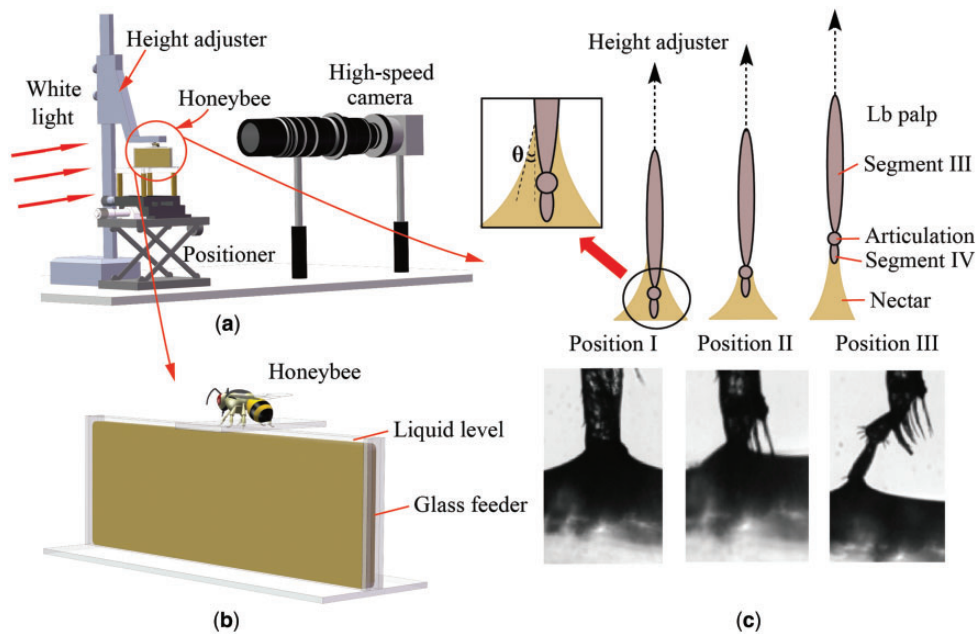 Height adjuster
White
light
Honeybee
High-speed
camera
Positioner
(a)
Honeybee
Liquid level
Glass feeder
(b)
Height adjuster
θ
Lb palp
Segment III
Articulation
Segment IV
Nectar
Position I
Position II
Position III
(c)